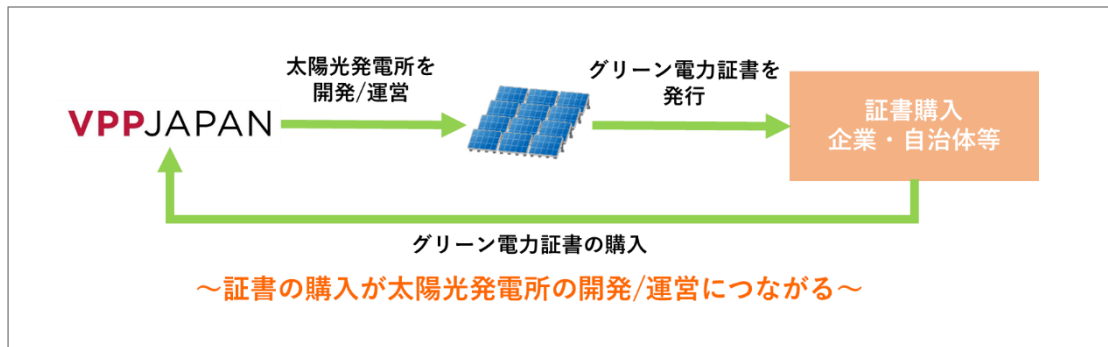 太陽光発電所を
開発/運営
グリーン電力証書を
発行
VPPJAPAN
証書購入
企業・自治体等
グリーン電力証書の購入
～証書の購入が太陽光発電所の開発/運営につながる～